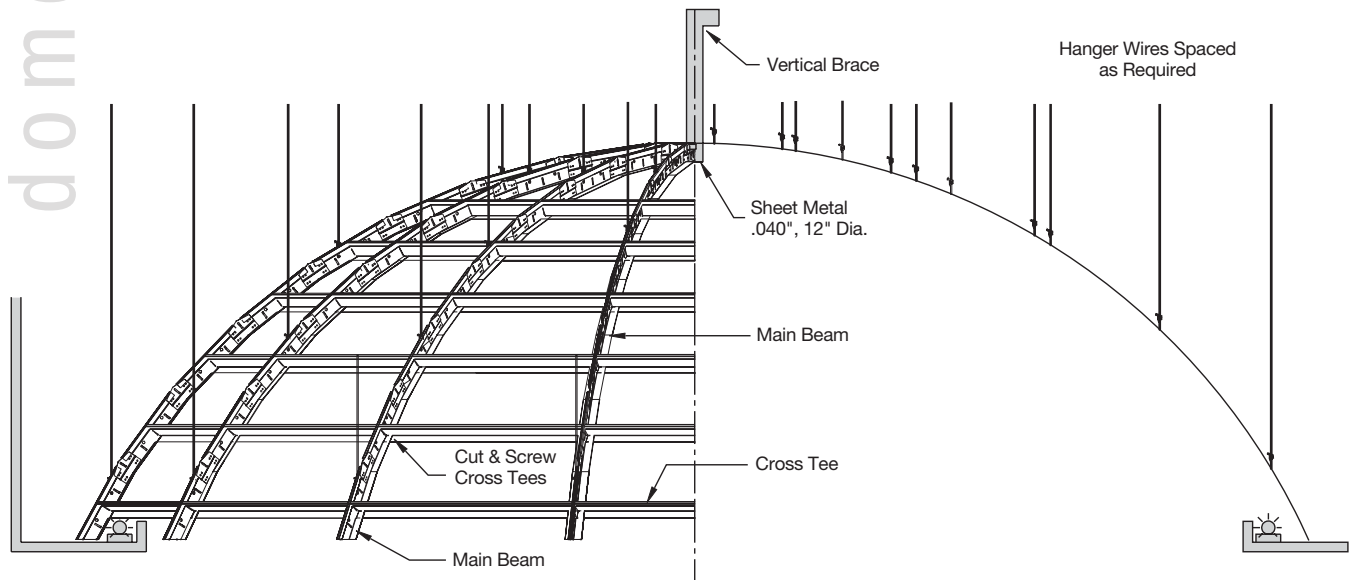 dome
Vertical Brace
Hanger Wires Spaced
as Required
Sheet Metal
.040", 12" Dia.
Main Beam
Cut & Screw
Cross Tees
Cross Tee
Main Beam